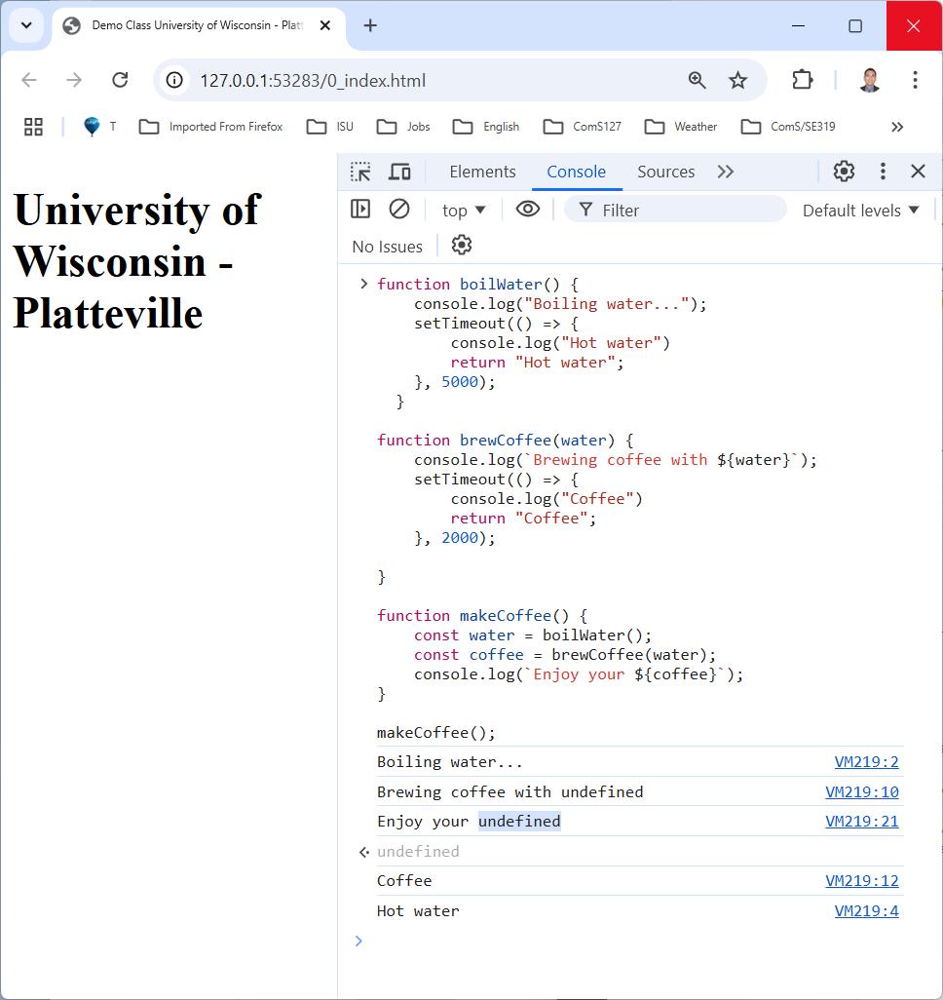 Demo Class University of Wisconsin - Platt
127.0.0.1:53283/0_index.html
T Imported From Firefox ISU Jobs English ComS127 Weather ComS/SE319
University of
Wisconsin -
Platteville
Elements Console Sources
top Filter Default levels
No Issues
function boilWater() {
    console.log("Boiling water...");
    setTimeout(() => {
        console.log("Hot water")
        return "Hot water";
    }, 5000);
  }
function brewCoffee(water) {
    console.log(`Brewing coffee with ${water}`);
    setTimeout(() => {
        console.log("Coffee")
        return "Coffee";
    }, 2000);
}
function makeCoffee() {
    const water = boilWater();
    const coffee = brewCoffee(water);
    console.log(`Enjoy your ${coffee}`);
}
makeCoffee();
Boiling water... VM219:2
Brewing coffee with undefined VM219:10
Enjoy your undefined VM219:21
undefined
Coffee VM219:12
Hot water VM219:4